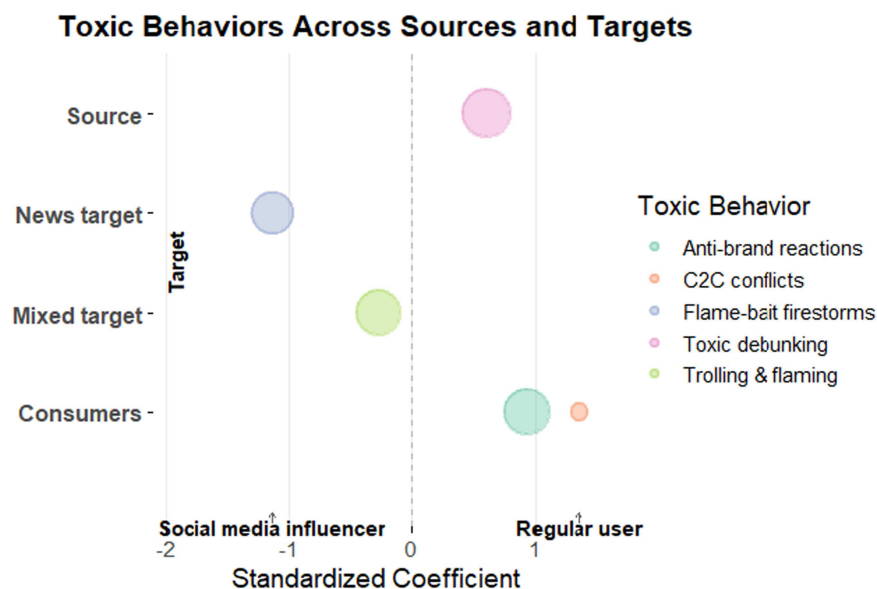 Toxic Behaviors Across Sources and Targets
Source
News target
Mixed target
Consumers
Target
Toxic Behavior
Anti-brand reactions
C2C conflicts
Flame-bait firestorms
Toxic debunking
Trolling & flaming
Social media influencer
Regular user
-2
-1
0
1
Standardized Coefficient